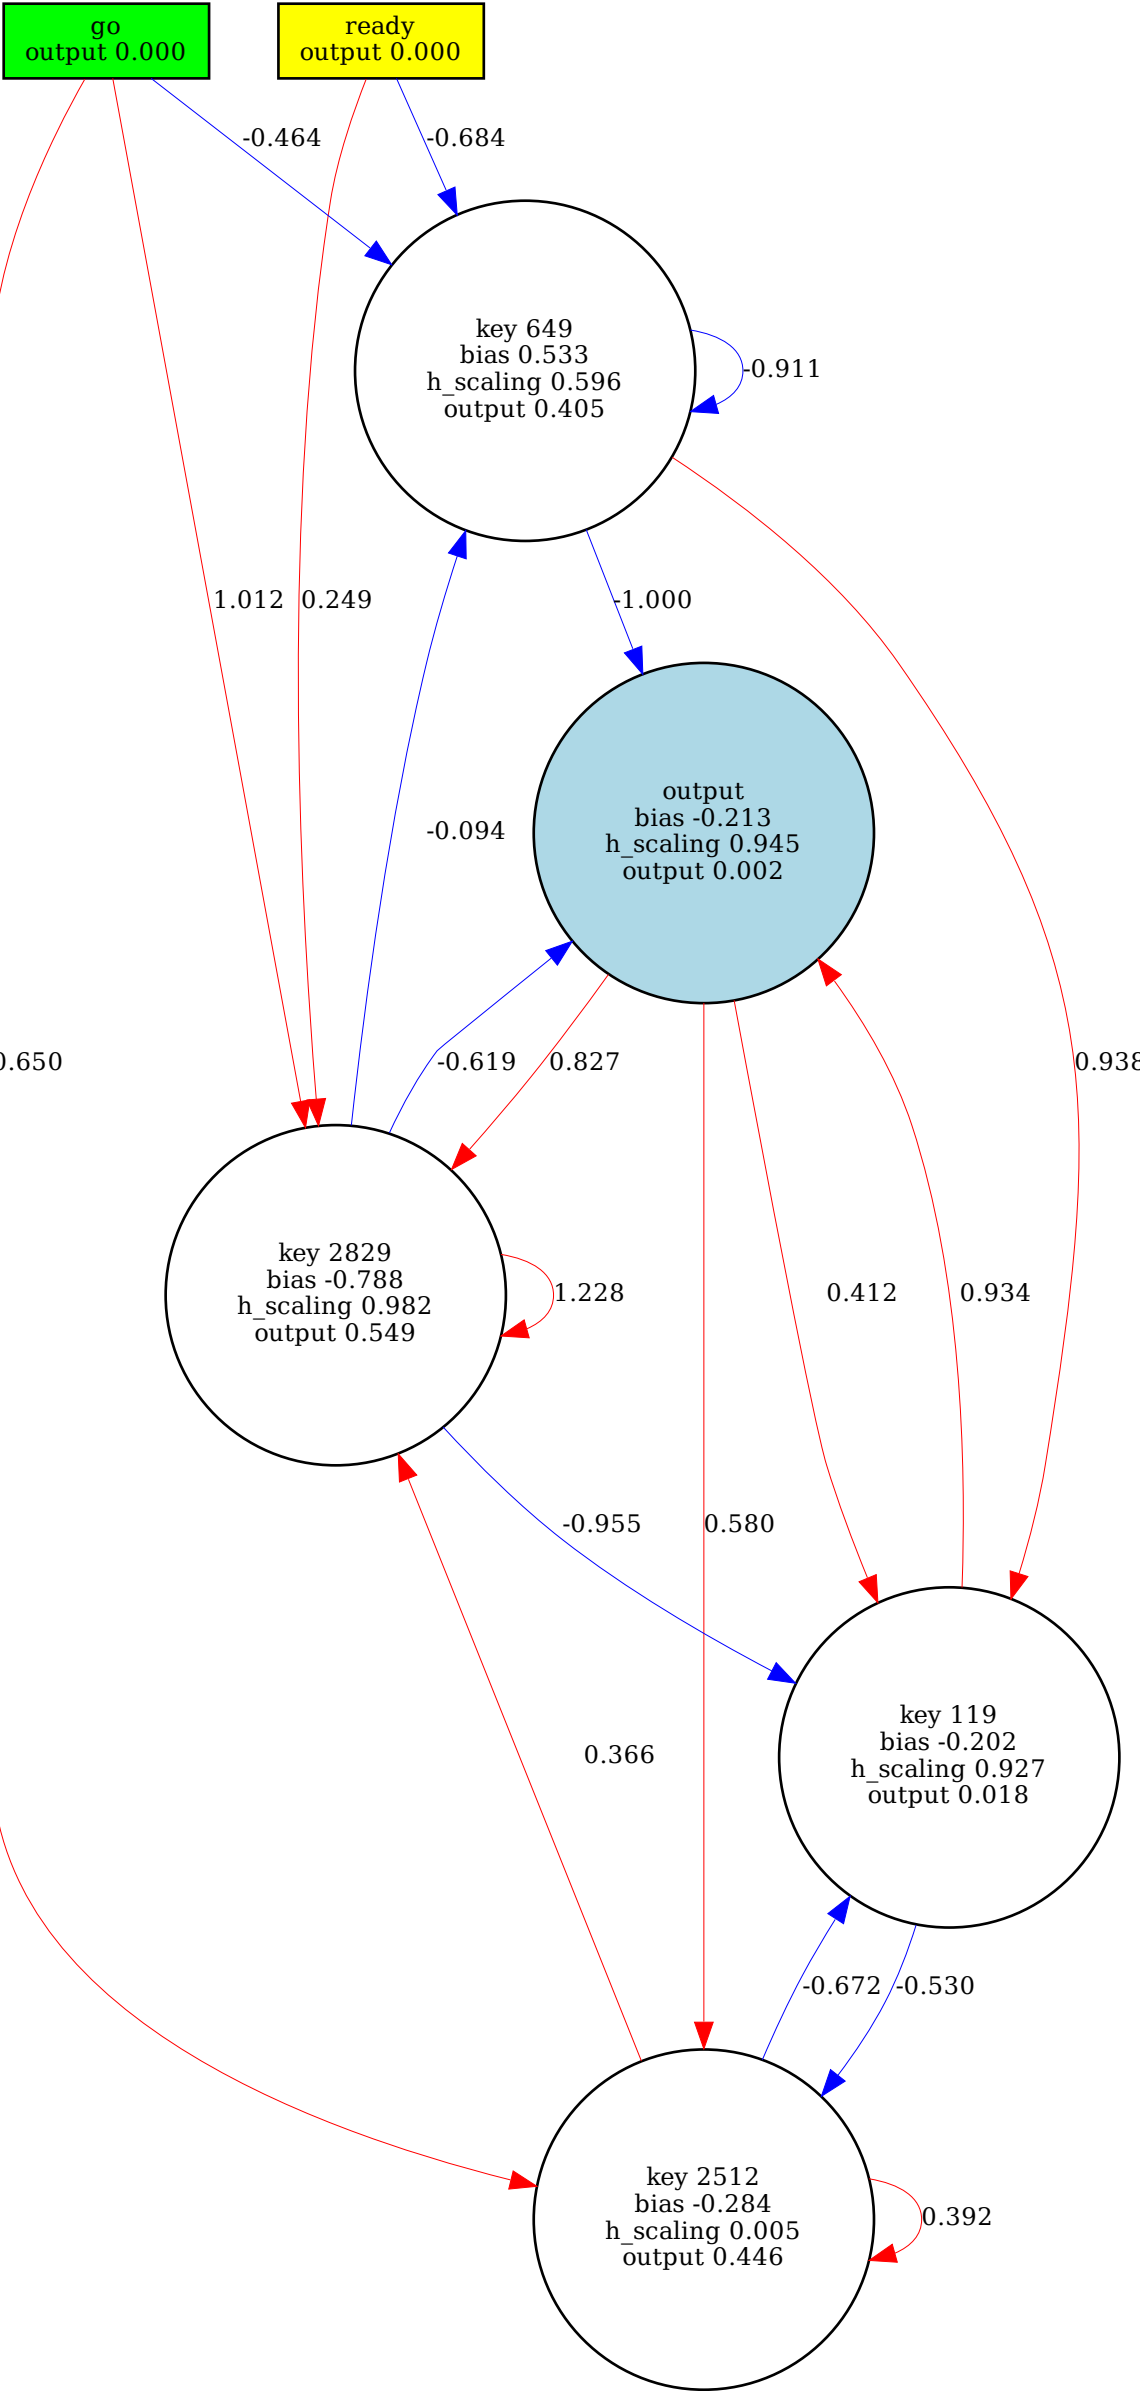 go
output 0.000
ready
output 0.000
-0.464
-0.684
key 649
bias 0.533
h_scaling 0.596
output 0.405
-0.911
1.012
0.249
-1.000
output
bias -0.213
h_scaling 0.945
output 0.002
-0.094
0.650
-0.619
0.827
0.938
key 2829
bias -0.788
h_scaling 0.982
output 0.549
1.228
0.412
0.934
-0.955
0.580
key 119
bias -0.202
h_scaling 0.927
output 0.018
0.366
-0.672
-0.530
key 2512
bias -0.284
h_scaling 0.005
output 0.446
0.392